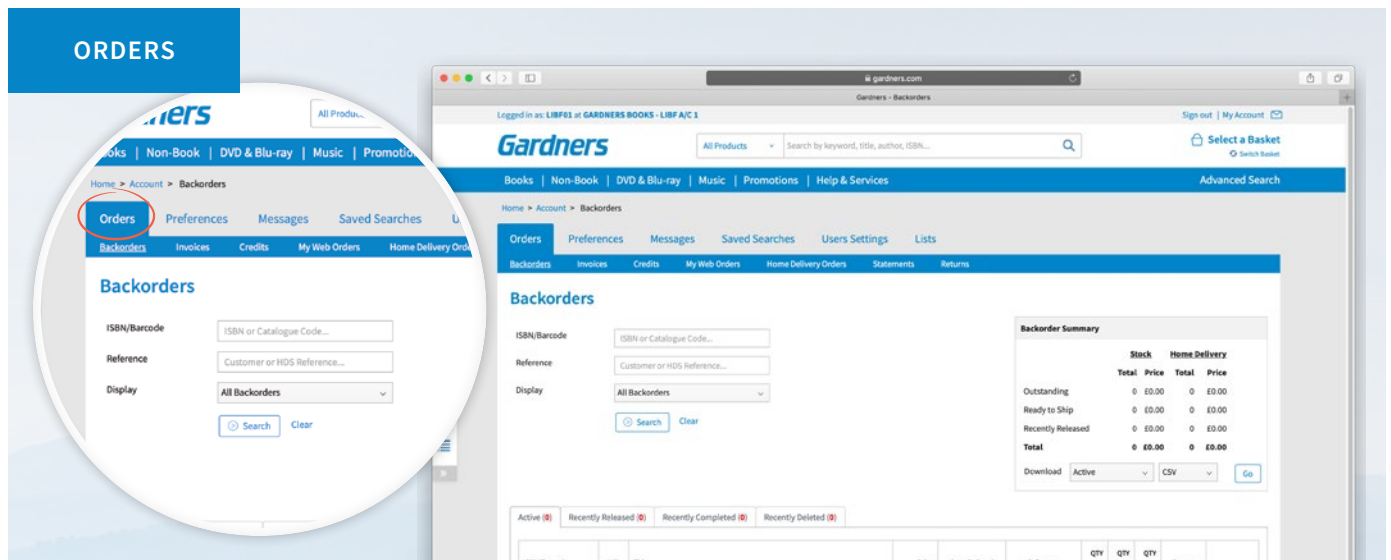 ORDERS
ners
All Produc
ooks | Non-Book | DVD & Blu-ray | Music | Promotio
Home > Account > Backorders
Orders Preferences Messages Saved Searches U
Backorders Invoices Credits My Web Orders Home Delivery Orde
Backorders
ISBN/Barcode ISBN or Catalogue Code...
Reference Customer or HDS Reference...
Display All Backorders
Search Clear
gardners.com
Gardners - Backorders
Logged in as: LIBF01 at GARDNERS BOOKS - LIBF A/C 1 Sign out | My Account
Gardners All Products Search by keyword, title, author, ISBN... Select a Basket
Switch Basket
Books | Non-Book | DVD & Blu-ray | Music | Promotions | Help & Services Advanced Search
Home > Account > Backorders
Orders Preferences Messages Saved Searches Users Settings Lists
Backorders Invoices Credits My Web Orders Home Delivery Orders Statements Returns
Backorders
ISBN/Barcode ISBN or Catalogue Code...
Reference Customer or HDS Reference...
Display All Backorders
Search Clear
Backorder Summary
Stock Home Delivery
Total Price Total Price
Outstanding 0 £0.00 0 £0.00
Ready to Ship 0 £0.00 0 £0.00
Recently Released 0 £0.00 0 £0.00
Total 0 £0.00 0 £0.00
Download Active CSV Go
Active (0) Recently Released (0) Recently Completed (0) Recently Deleted (0)
QTY QTY QTY